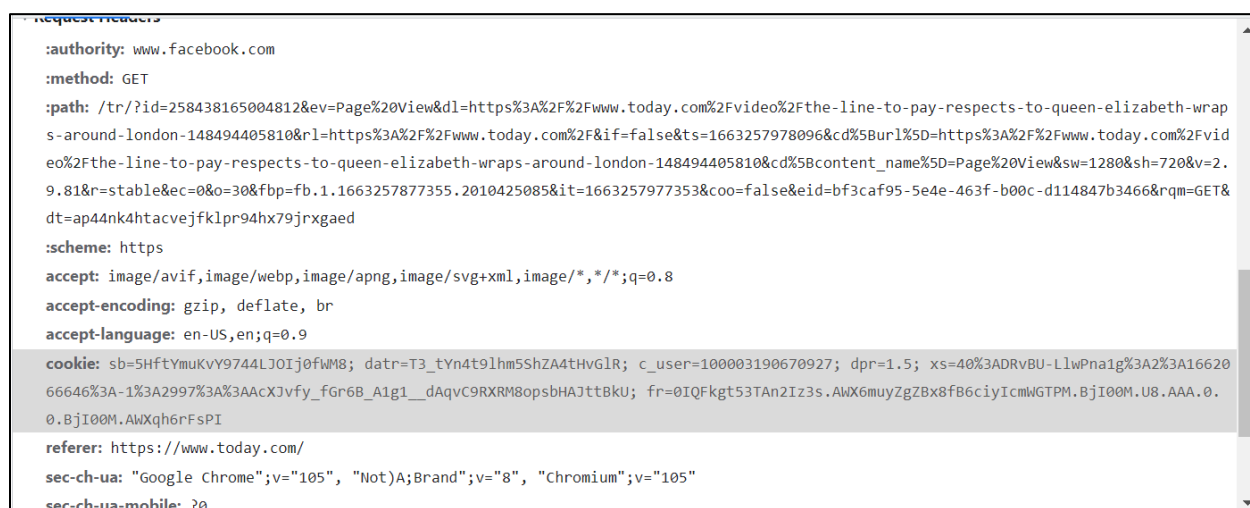 Request Headers
:authority: www.facebook.com
:method: GET
:path: /tr/?id=258438165004812&ev=Page%20View&dl=https%3A%2F%2Fwww.today.com%2Fvideo%2Fthe-line-to-pay-respects-to-queen-elizabeth-wrap
s-around-london-148494405810&rl=https%3A%2F%2Fwww.today.com%2F&if=false&ts=1663257978096&cd%5Burl%5D=https%3A%2F%2Fwww.today.com%2Fvid
eo%2Fthe-line-to-pay-respects-to-queen-elizabeth-wraps-around-london-148494405810&cd%5Bcontent_name%5D=Page%20View&sw=1280&sh=720&v=2.
9.81&r=stable&ec=0&o=30&fbp=fb.1.1663257877355.2010425085&it=1663257977353&coo=false&eid=bf3caf95-5e4e-463f-b00c-d114847b3466&rqm=GET&
dt=ap44nk4htacvejfklpr94hx79jrxgaed
:scheme: https
accept: image/avif,image/webp,image/apng,image/svg+xml,image/*,*/*;q=0.8
accept-encoding: gzip, deflate, br
accept-language: en-US,en;q=0.9
cookie: sb=5HftYmuKvY9744LJOIj0fWM8; datr=T3_tYn4t9lhm5ShZA4tHvGlR; c_user=100003190670927; dpr=1.5; xs=40%3ADRvBU-LlwPna1g%3A2%3A16620
66646%3A-1%3A2997%3A%3AAcXJvfy_fGr6B_A1g1__dAqvC9RXRM8opsbHAJttBkU; fr=0IQFkgt53TAn2Iz3s.AWX6muyZgZBx8fB6ciyIcmWGTPM.BjI00M.U8.AAA.0.
0.BjI00M.AWXqh6rFsPI
referer: https://www.today.com/
sec-ch-ua: "Google Chrome";v="105", "Not)A;Brand";v="8", "Chromium";v="105"
sec-ch-ua-mobile: ?0